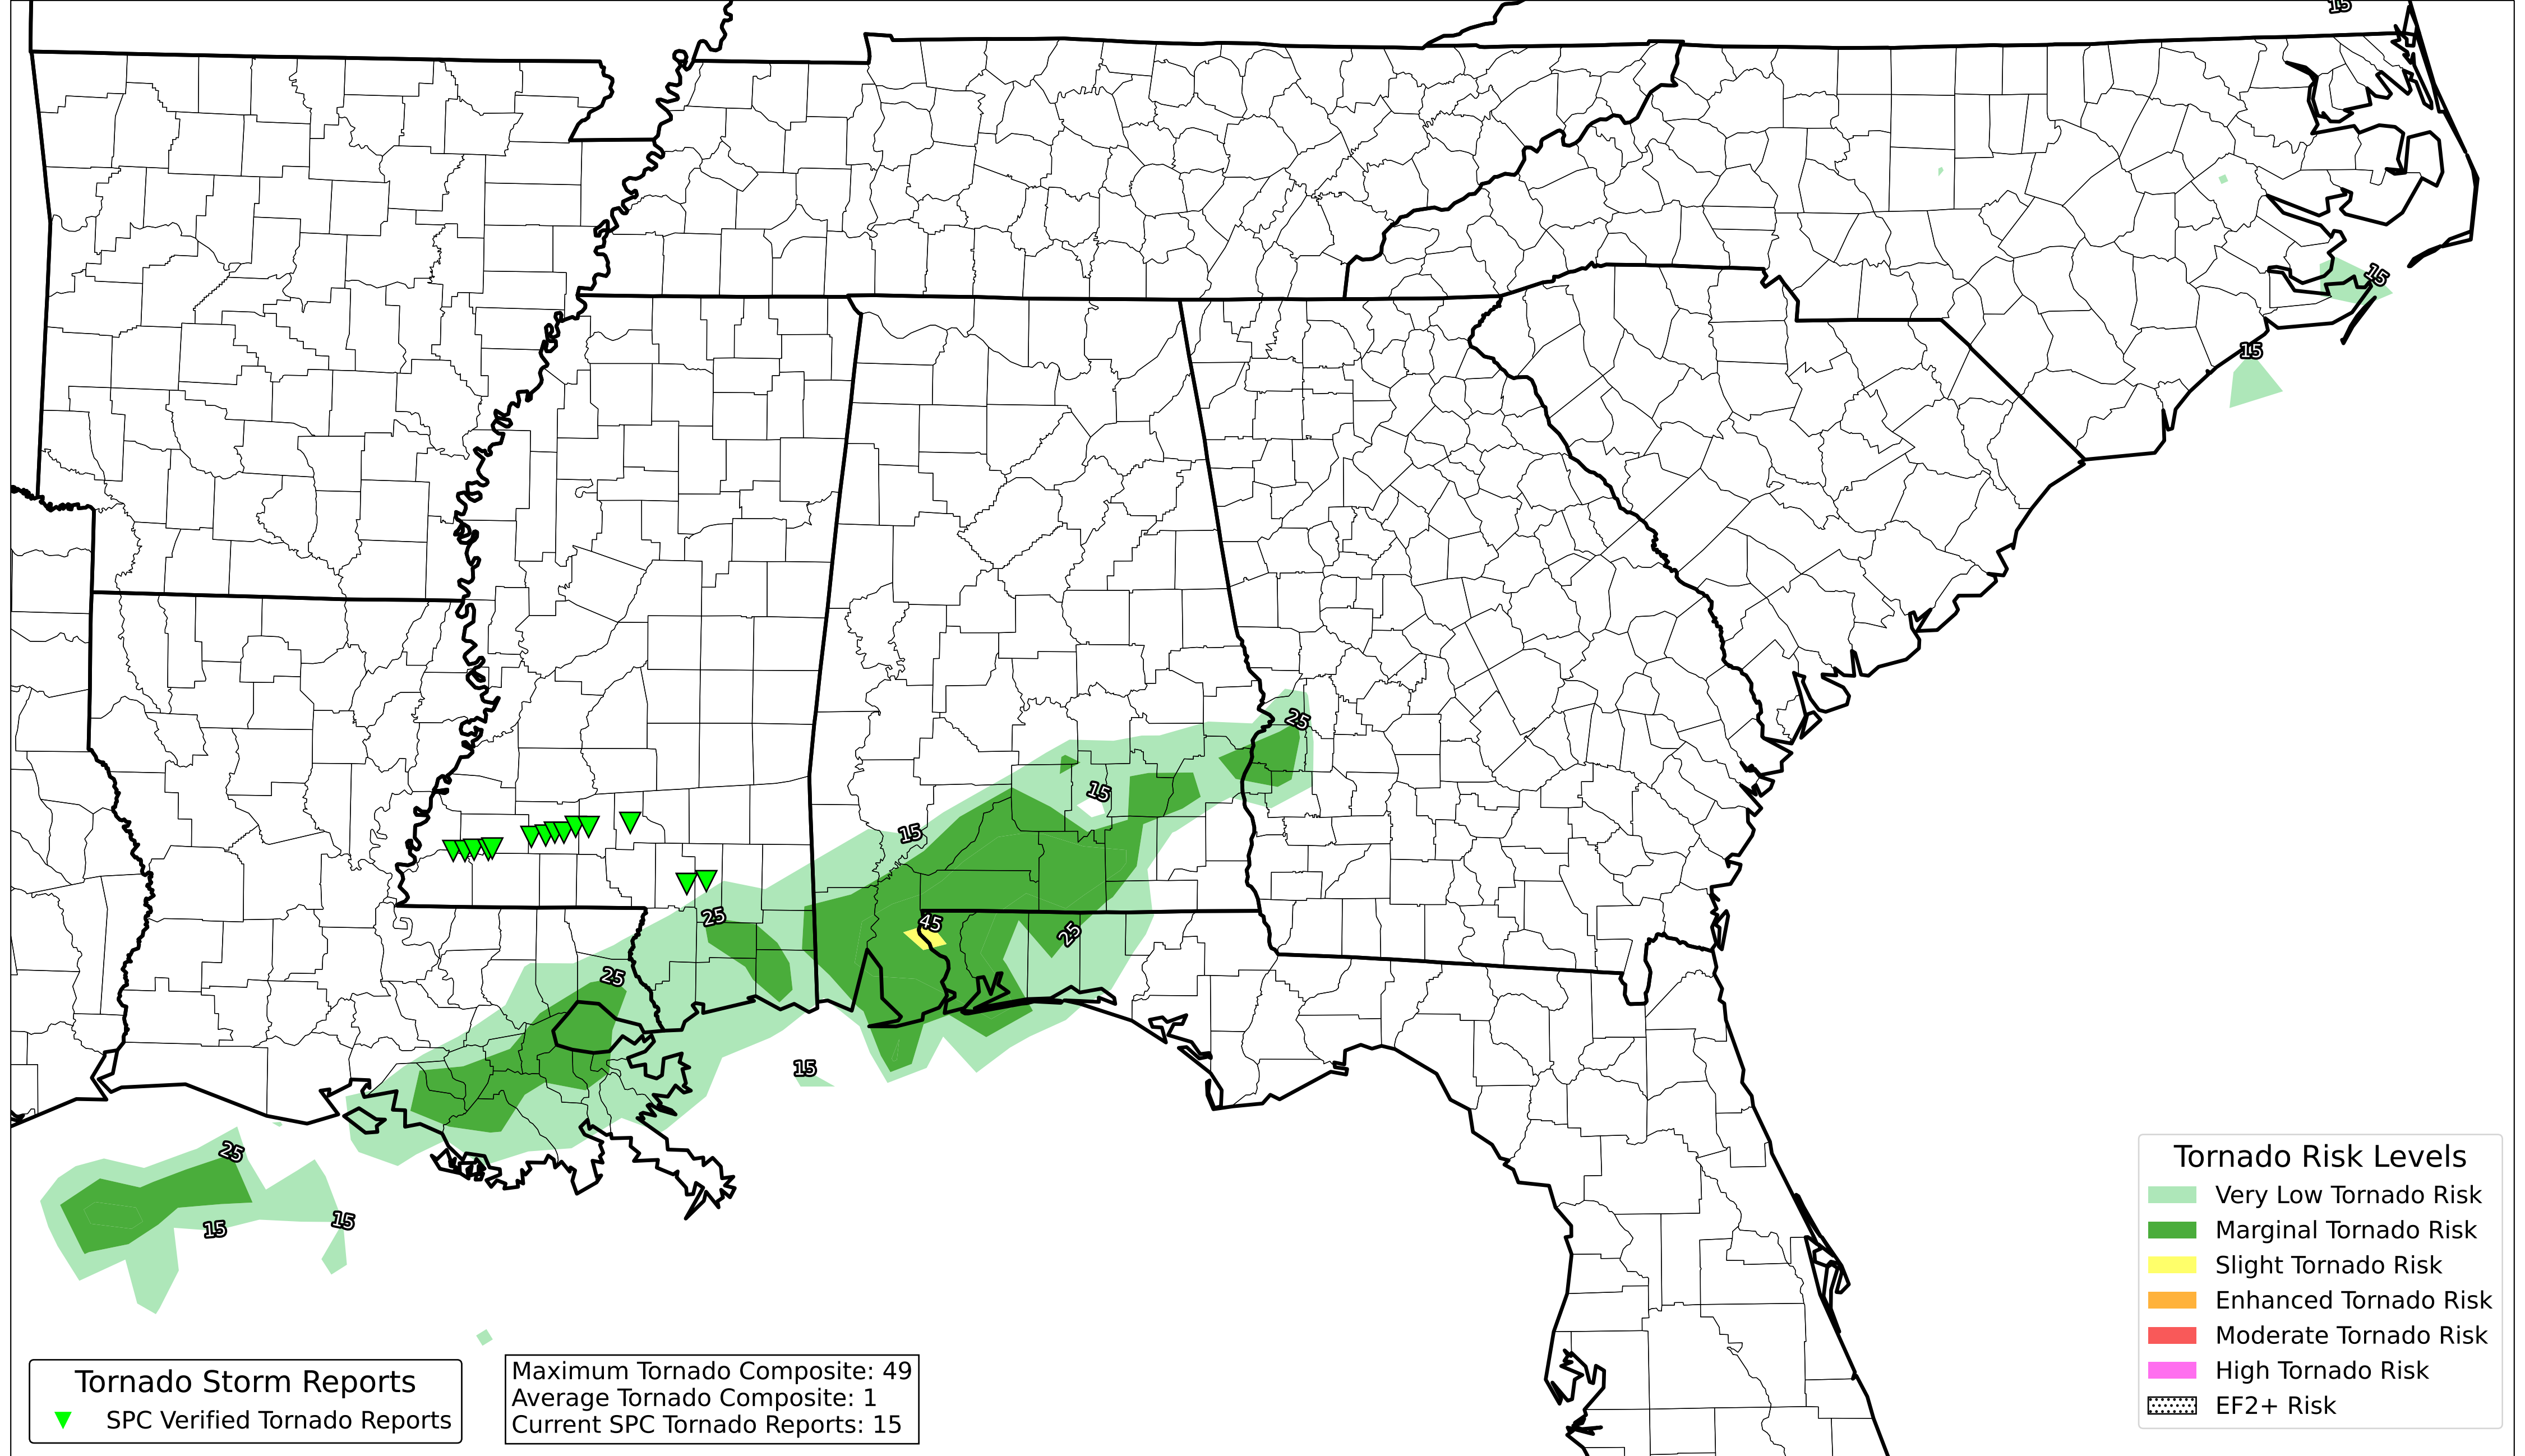 15
15
15
25
15
15
25
45
25
25
15
25
15
15
Tornado Risk Levels
Very Low Tornado Risk
Marginal Tornado Risk
Slight Tornado Risk
Enhanced Tornado Risk
Moderate Tornado Risk
High Tornado Risk
EF2+ Risk
Tornado Storm Reports
SPC Verified Tornado Reports
Maximum Tornado Composite: 49
Average Tornado Composite: 1
Current SPC Tornado Reports: 15